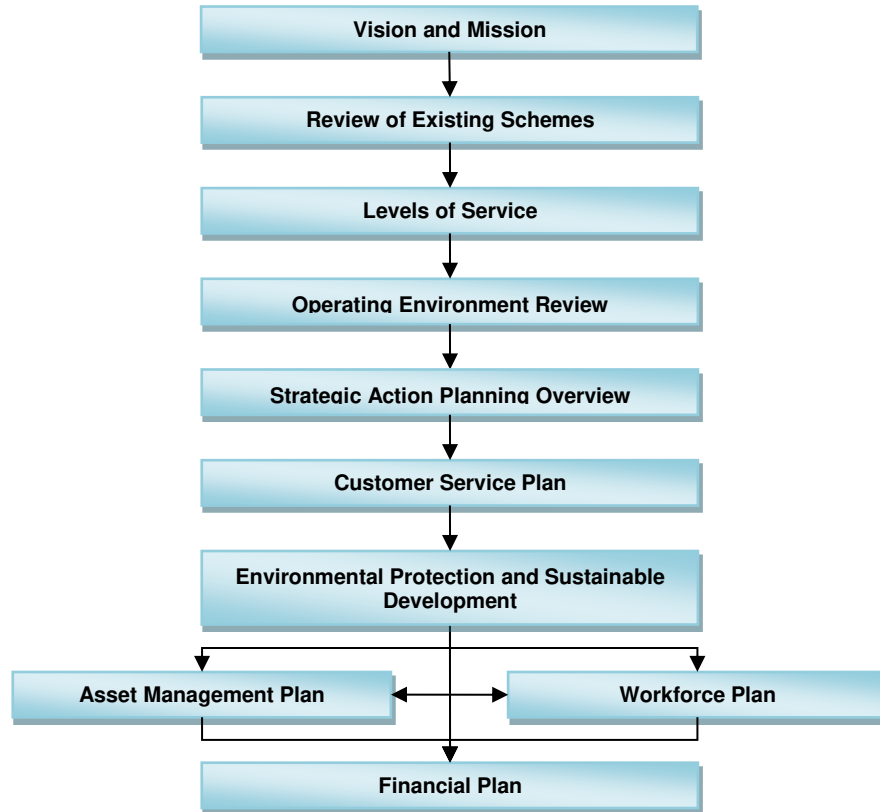 Vision and Mission
Review of Existing Schemes
Levels of Service
Operating Environment Review
Strategic Action Planning Overview
Customer Service Plan
Environmental Protection and Sustainable
Development
Asset Management Plan
Workforce Plan
Financial Plan